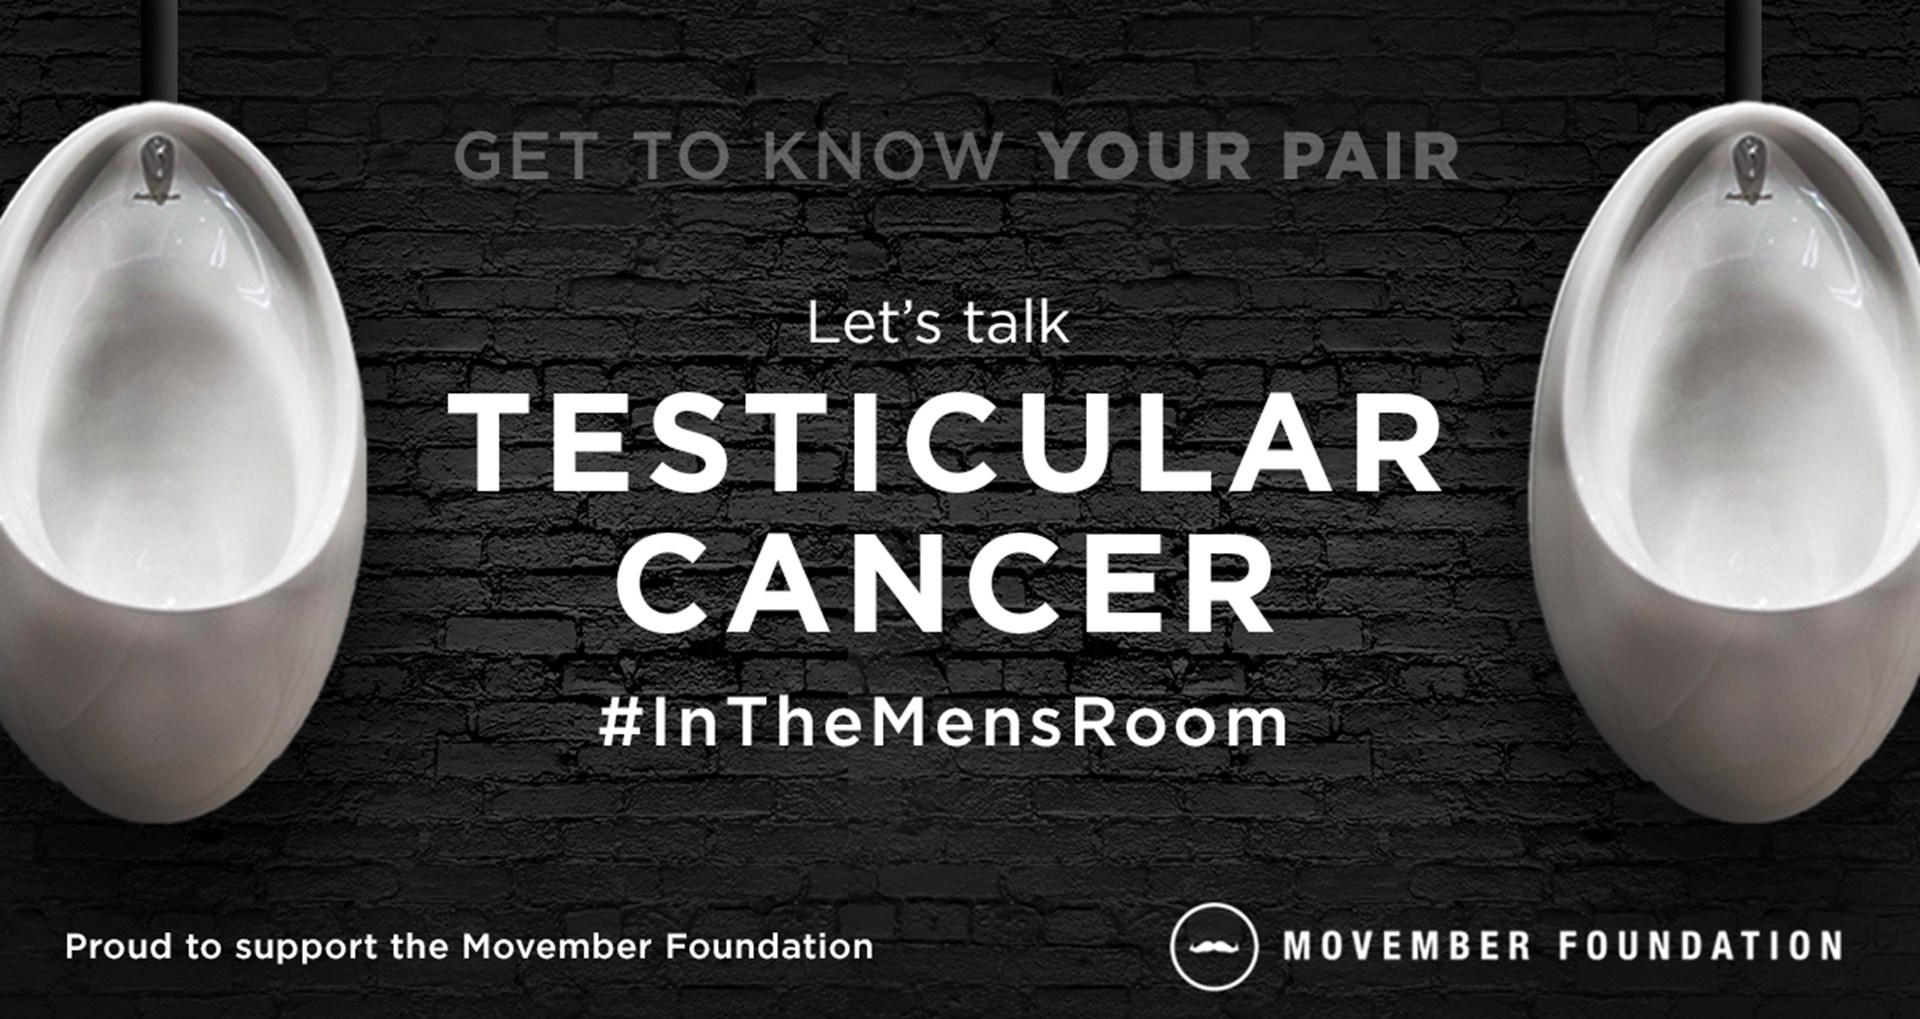 GET TO KNOW YOUR PAIR
Let’s talk
TESTICULAR
CANCER
#InTheMensRoom
Proud to support the Movember Foundation
MOVEMBER FOUNDATION